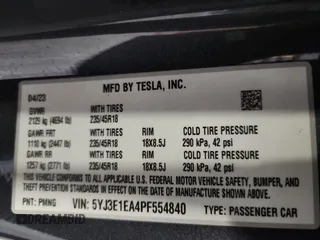 MFD BY TESLA, INC.
04/23
GVWR WITH TIRES
2129 kg (4694 lb) 235/45R18
GAWR FRT WITH TIRES RIM COLD TIRE PRESSURE
1110 kg (2447 lb) 235/45R18 18X8.5J 290 kPa, 42 psi
GAWR RR WITH TIRES RIM COLD TIRE PRESSURE
1257 kg (2771 lb) 235/45R18 18X8.5J 290 kPa, 42 psi
THIS VEHICLE CONFORMS TO ALL APPLICABLE U.S. FEDERAL MOTOR VEHICLE SAFETY, BUMPER, AND
THEFT PREVENTION STANDARDS IN EFFECT ON THE DATE OF MANUFACTURE SHOWN ABOVE.
PNT: PMNG VIN: 5YJ3E1EA4PF554840 TYPE: PASSENGER CAR
DREAMBID